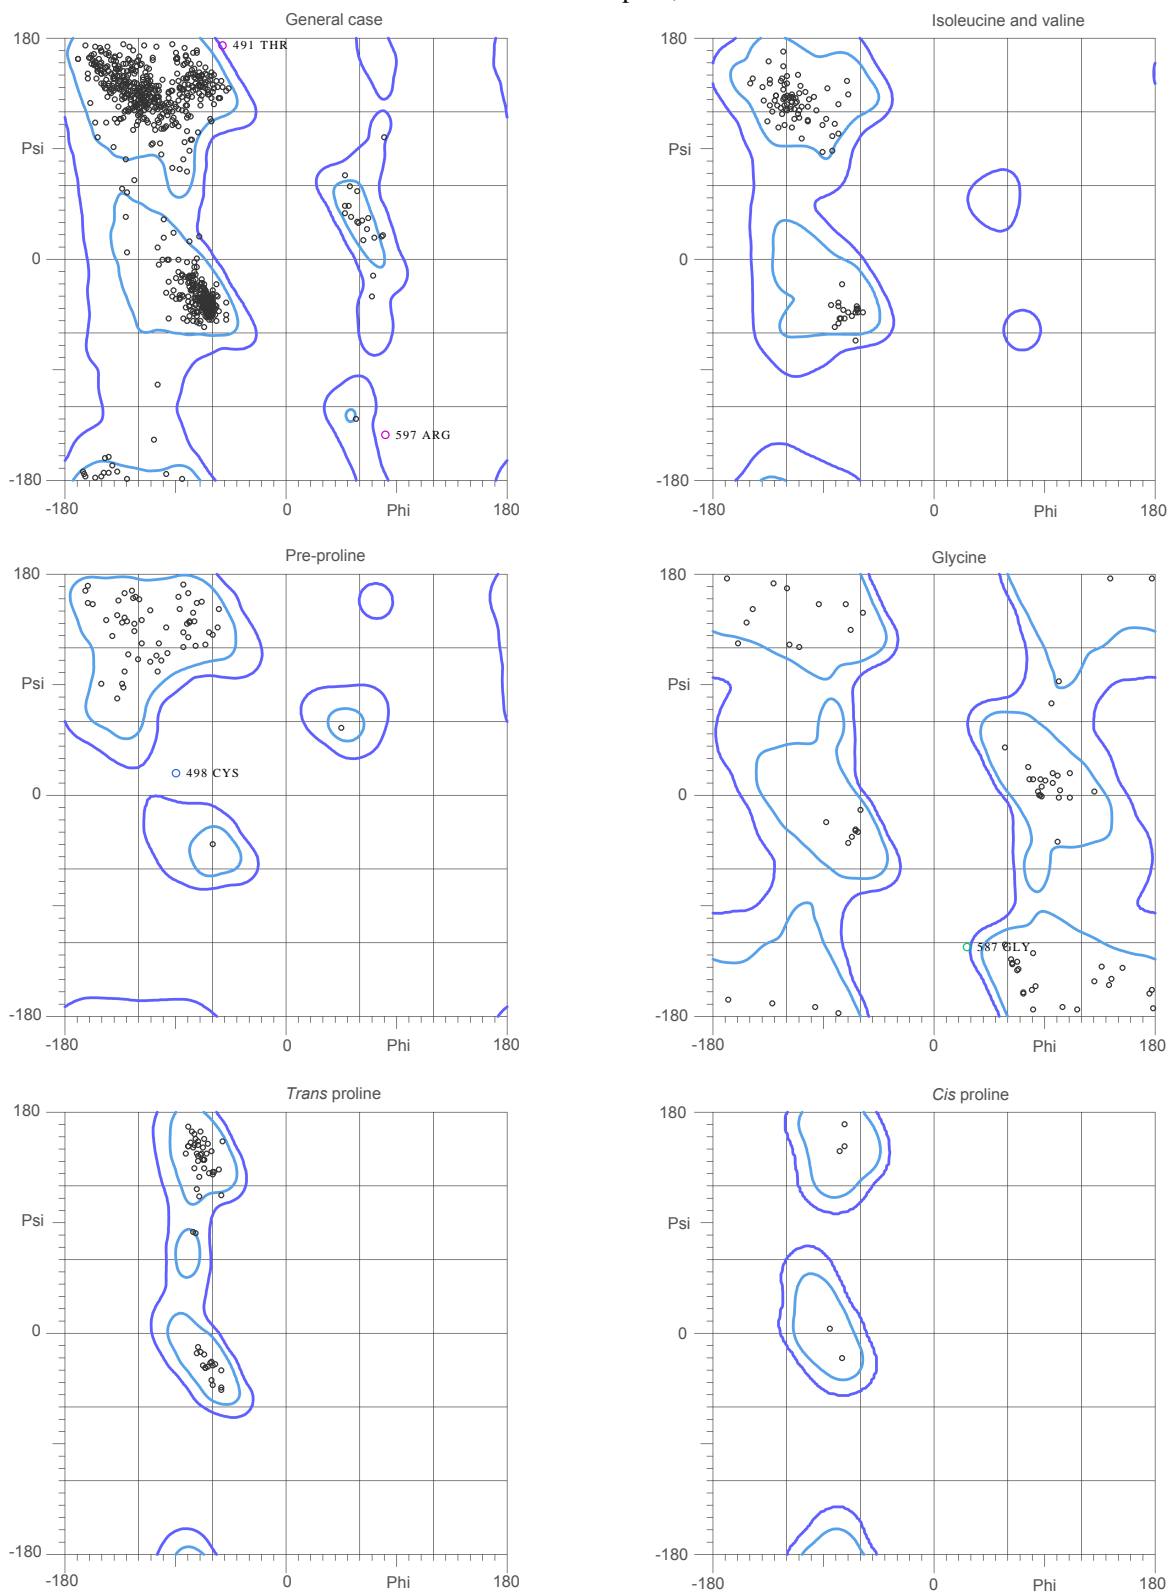 General case
180
491 THR
Psi
0
597 ARG
-180
-180
0
Phi
180
Isoleucine and valine
180
Psi
0
-180
-180
0
Phi
180
Pre-proline
180
Psi
498 CYS
0
-180
-180
0
Phi
180
Glycine
180
Psi
0
587 GLY
-180
-180
0
Phi
180
Trans proline
180
Psi
0
-180
-180
0
Phi
180
Cis proline
180
Psi
0
-180
-180
0
Phi
180